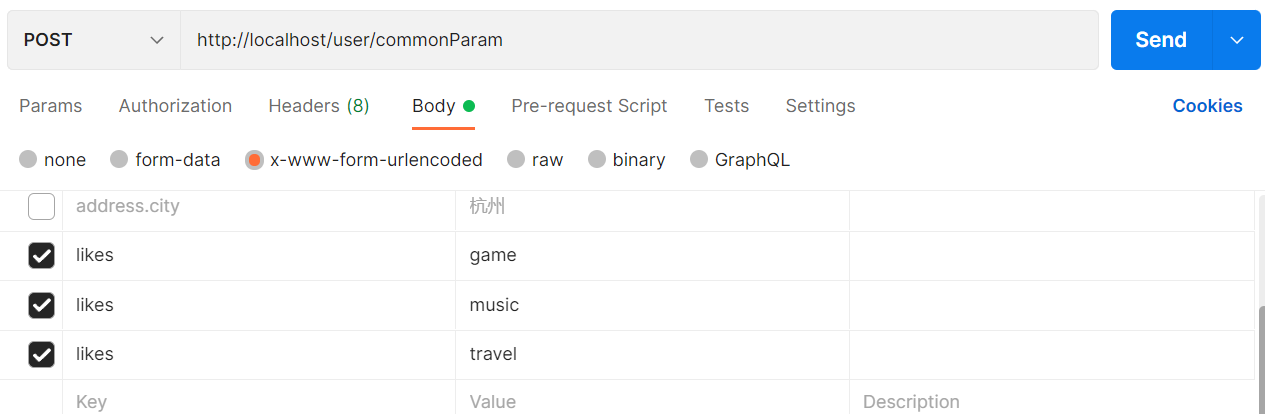 POST http://localhost/user/commonParam Send
Params Authorization Headers (8) Body Pre-request Script Tests Settings Cookies
none form-data x-www-form-urlencoded raw binary GraphQL
address.city 杭州
likes game
likes music
likes travel
Key Value Description